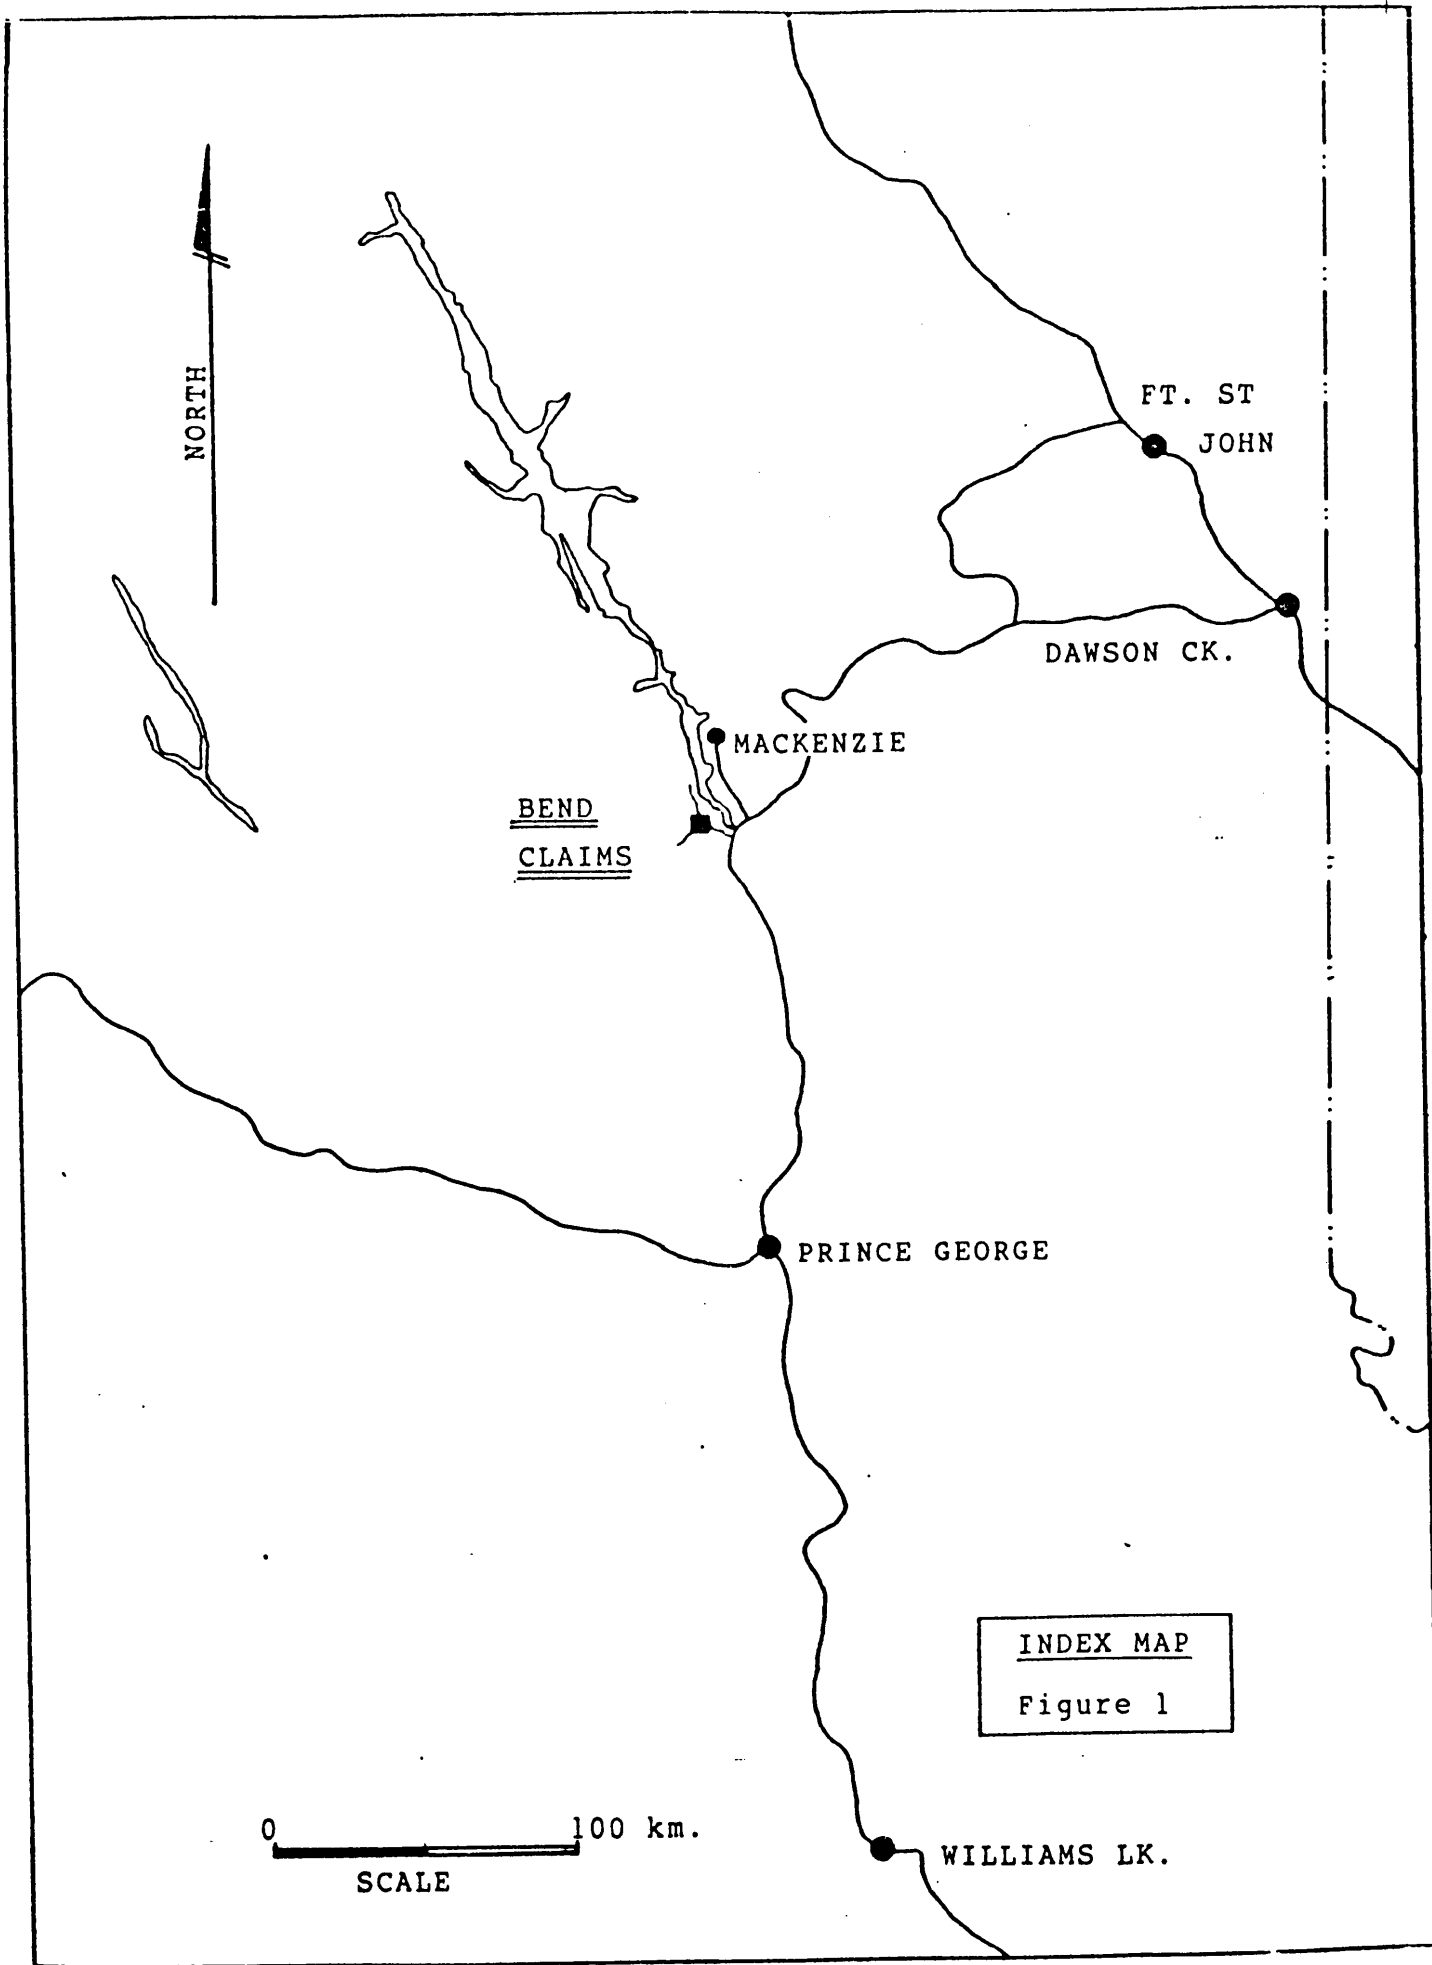 NORTH
FT. ST
JOHN
DAWSON CK.
MACKENZIE
BEND
CLAIMS
PRINCE GEORGE
INDEX MAP
Figure 1
0 100 km.
SCALE
WILLIAMS LK.